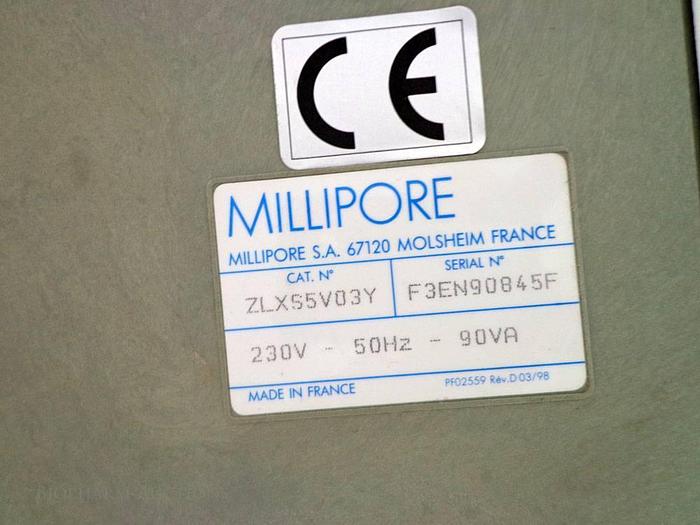 CE
MILLIPORE
MILLIPORE S.A. 67120 MOLSHEIM FRANCE
CAT. N° SERIAL N°
ZLXS5V03Y F3EN90845F
230V - 50Hz - 90VA
MADE IN FRANCE PF02559 Rév.D 03/98